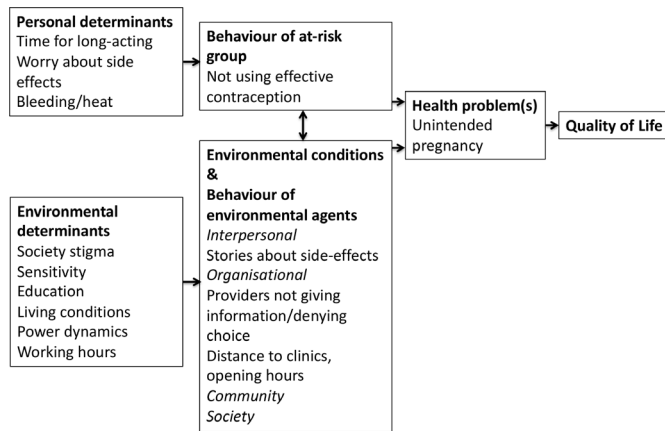 Personal determinants
Time for long-acting
Worry about side
effects
Bleeding/heat
Behaviour of at-risk
group
Not using effective
contraception
Health problem(s)
Unintended
pregnancy
Quality of Life
Environmental
determinants
Society stigma
Sensitivity
Education
Living conditions
Power dynamics
Working hours
Environmental conditions
&
Behaviour of
environmental agents
Interpersonal
Stories about side-effects
Organisational
Providers not giving
information/denying
choice
Distance to clinics,
opening hours
Community
Society